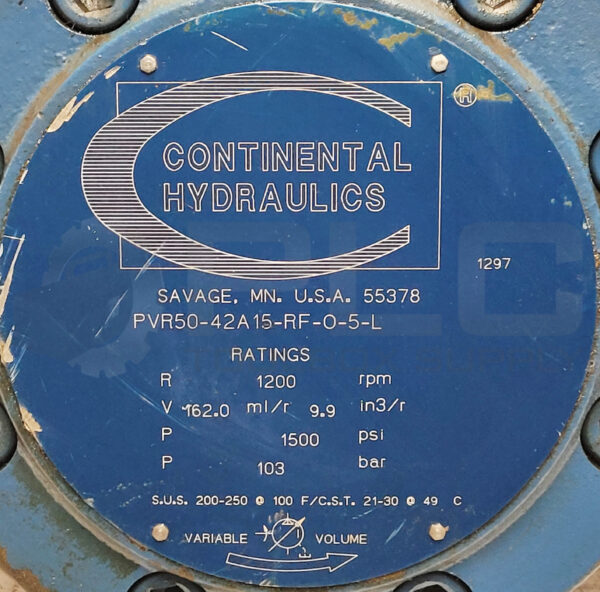 ®
CONTINENTAL
HYDRAULICS
1297
SAVAGE, MN. U.S.A. 55378
PVR50-42A15-RF-O-5-L
RATINGS
R 1200 rpm
V 162.0 ml/r 9.9 in3/r
P 1500 psi
P 103 bar
S.U.S. 200-250 @ 100 F/C.S.T. 21-30 @ 49 C
VARIABLE VOLUME
PLC